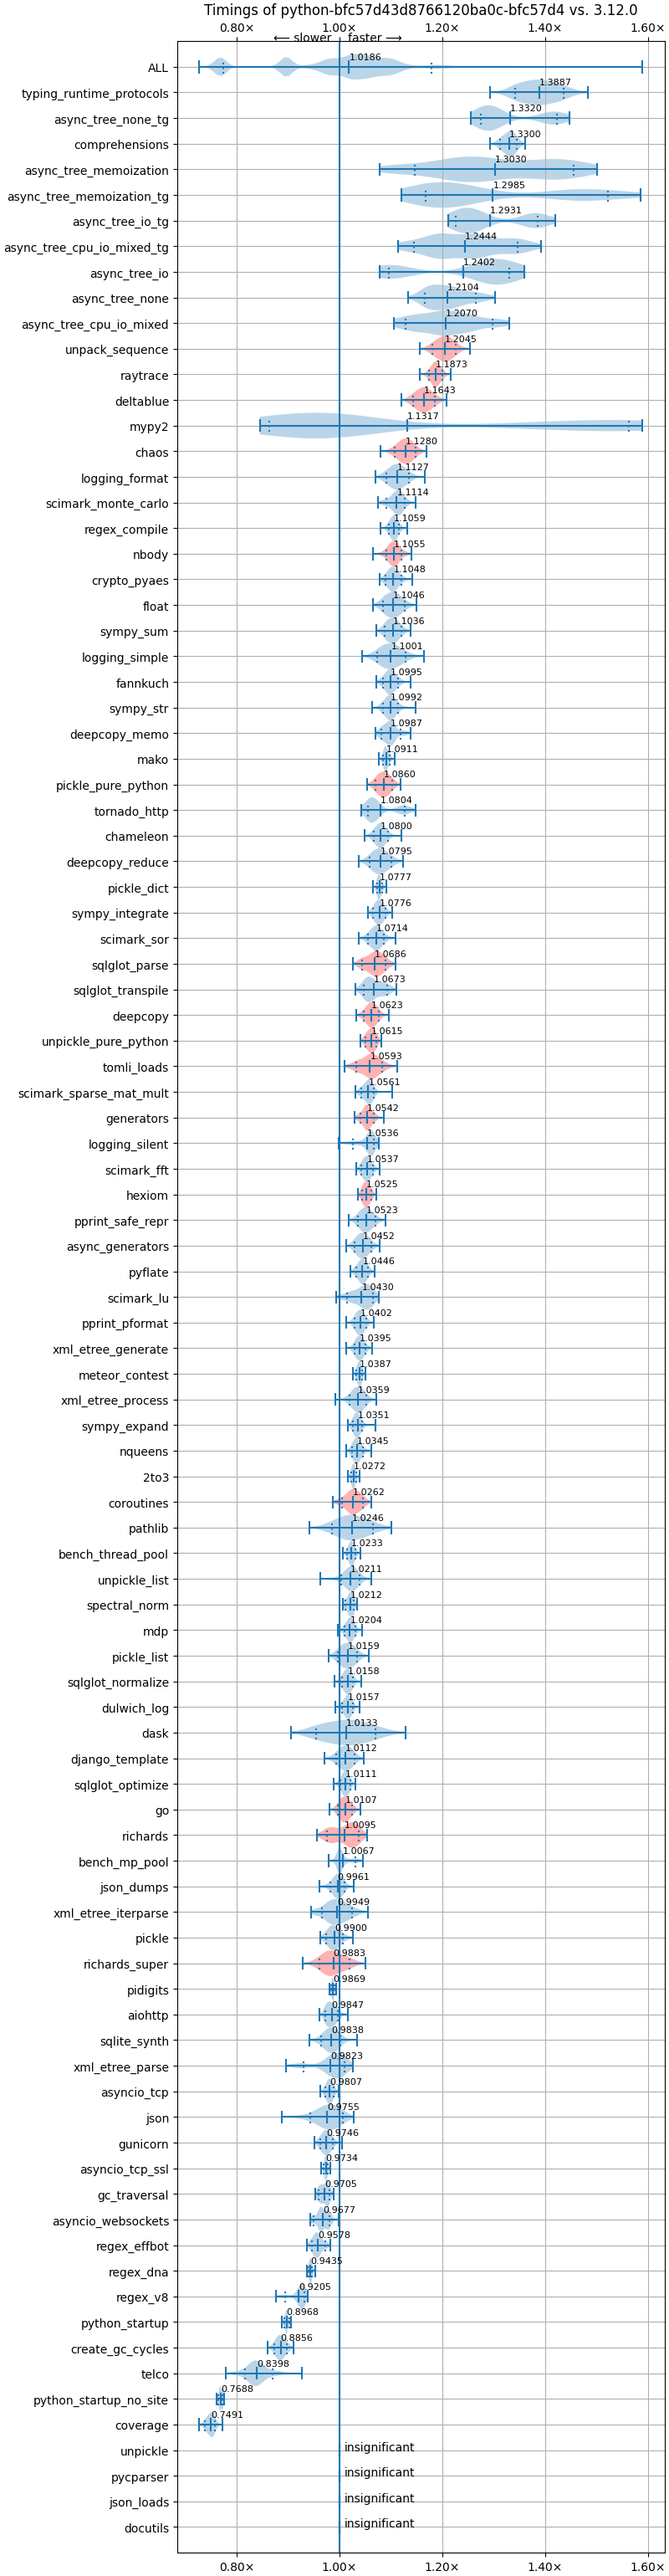 Timings of python-bfc57d43d8766120ba0c-bfc57d4 vs. 3.12.0
0.80× 1.00× 1.20× 1.40× 1.60×
⟵ slower faster ⟶
ALL 1.0186
typing_runtime_protocols 1.3887
async_tree_none_tg 1.3320
comprehensions 1.3300
async_tree_memoization 1.3030
async_tree_memoization_tg 1.2985
async_tree_io_tg 1.2931
async_tree_cpu_io_mixed_tg 1.2444
async_tree_io 1.2402
async_tree_none 1.2104
async_tree_cpu_io_mixed 1.2070
unpack_sequence 1.2045
raytrace 1.1873
deltablue 1.1643
mypy2 1.1317
chaos 1.1280
logging_format 1.1127
scimark_monte_carlo 1.1114
regex_compile 1.1059
nbody 1.1055
crypto_pyaes 1.1048
float 1.1046
sympy_sum 1.1036
logging_simple 1.1001
fannkuch 1.0995
sympy_str 1.0992
deepcopy_memo 1.0987
mako 1.0911
pickle_pure_python 1.0860
tornado_http 1.0804
chameleon 1.0800
deepcopy_reduce 1.0795
pickle_dict 1.0777
sympy_integrate 1.0776
scimark_sor 1.0714
sqlglot_parse 1.0686
sqlglot_transpile 1.0673
deepcopy 1.0623
unpickle_pure_python 1.0615
tomli_loads 1.0593
scimark_sparse_mat_mult 1.0561
generators 1.0542
logging_silent 1.0536
scimark_fft 1.0537
hexiom 1.0525
pprint_safe_repr 1.0523
async_generators 1.0452
pyflate 1.0446
scimark_lu 1.0430
pprint_pformat 1.0402
xml_etree_generate 1.0395
meteor_contest 1.0387
xml_etree_process 1.0359
sympy_expand 1.0351
nqueens 1.0345
2to3 1.0272
coroutines 1.0262
pathlib 1.0246
bench_thread_pool 1.0233
unpickle_list 1.0211
spectral_norm 1.0212
mdp 1.0204
pickle_list 1.0159
sqlglot_normalize 1.0158
dulwich_log 1.0157
dask 1.0133
django_template 1.0112
sqlglot_optimize 1.0111
go 1.0107
richards 1.0095
bench_mp_pool 1.0067
json_dumps 0.9961
xml_etree_iterparse 0.9949
pickle 0.9900
richards_super 0.9883
pidigits 0.9869
aiohttp 0.9847
sqlite_synth 0.9838
xml_etree_parse 0.9823
asyncio_tcp 0.9807
json 0.9755
gunicorn 0.9746
asyncio_tcp_ssl 0.9734
gc_traversal 0.9705
asyncio_websockets 0.9677
regex_effbot 0.9578
regex_dna 0.9435
regex_v8 0.9205
python_startup 0.8968
create_gc_cycles 0.8856
telco 0.8398
python_startup_no_site 0.7688
coverage 0.7491
unpickle insignificant
pycparser insignificant
json_loads insignificant
docutils insignificant
0.80× 1.00× 1.20× 1.40× 1.60×